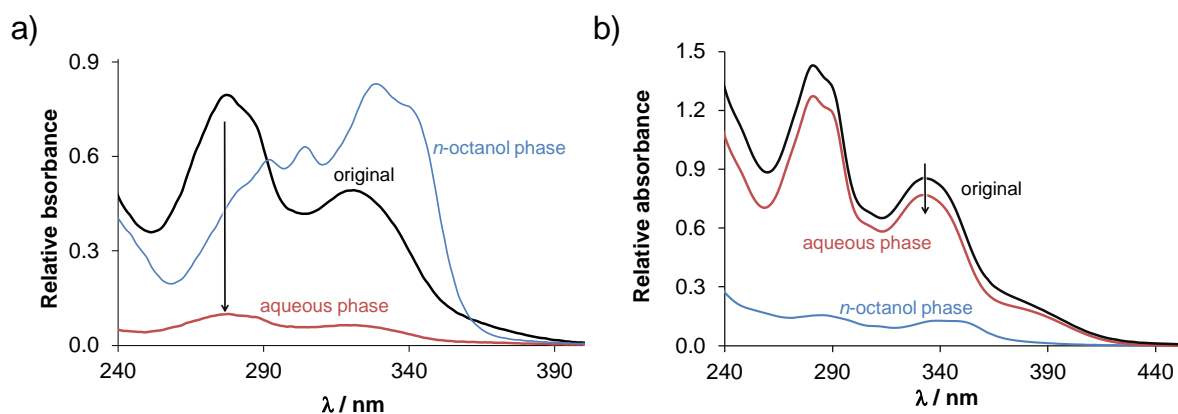 a)
Relative bsorbance
0.9
0.6
0.3
0.0
240
290
340
390
λ / nm
n-octanol phase
original
aqueous phase
b)
Relative absorbance
1.5
1.2
0.9
0.6
0.3
0.0
240
290
340
390
440
λ / nm
original
aqueous phase
n-octanol phase